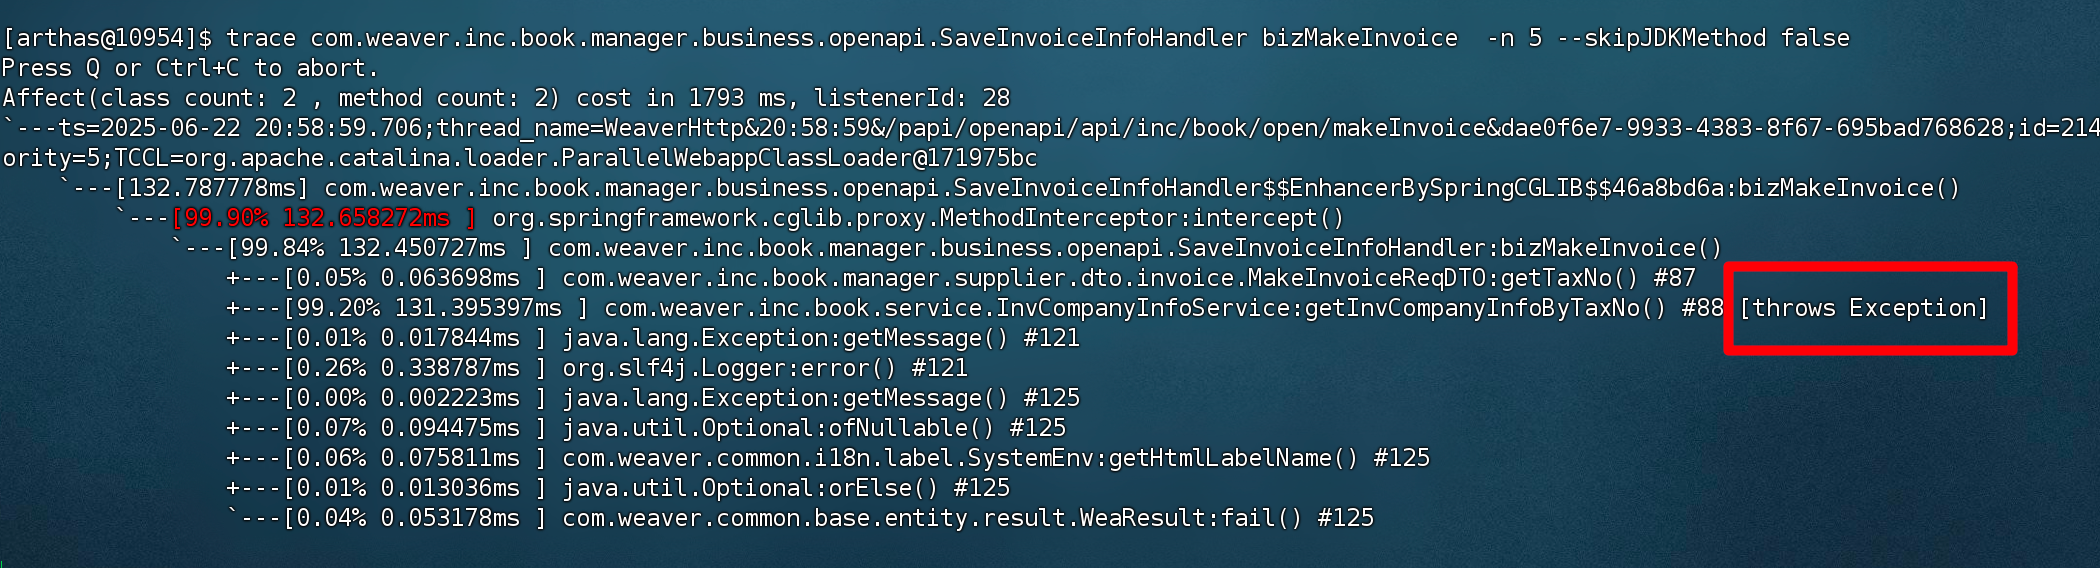 [arthas@10954]$ trace com.weaver.inc.book.manager.business.openapi.SaveInvoiceInfoHandler bizMakeInvoice  -n 5 --skipJDKMethod false
Press Q or Ctrl+C to abort.
Affect(class count: 2 , method count: 2) cost in 1793 ms, listenerId: 28
`---ts=2025-06-22 20:58:59.706;thread_name=WeaverHttp&20:58:59&/papi/openapi/api/inc/book/open/makeInvoice&dae0f6e7-9933-4383-8f67-695bad768628;id=214
ority=5;TCCL=org.apache.catalina.loader.ParallelWebappClassLoader@171975bc
    `---[132.787778ms] com.weaver.inc.book.manager.business.openapi.SaveInvoiceInfoHandler$$EnhancerBySpringCGLIB$$46a8bd6a:bizMakeInvoice()
        `---[99.90% 132.658272ms ] org.springframework.cglib.proxy.MethodInterceptor:intercept()
            `---[99.84% 132.450727ms ] com.weaver.inc.book.manager.business.openapi.SaveInvoiceInfoHandler:bizMakeInvoice()
                +---[0.05% 0.063698ms ] com.weaver.inc.book.manager.supplier.dto.invoice.MakeInvoiceReqDTO:getTaxNo() #87
                +---[99.20% 131.395397ms ] com.weaver.inc.book.service.InvCompanyInfoService:getInvCompanyInfoByTaxNo() #88 [throws Exception]
                +---[0.01% 0.017844ms ] java.lang.Exception:getMessage() #121
                +---[0.26% 0.338787ms ] org.slf4j.Logger:error() #121
                +---[0.00% 0.002223ms ] java.lang.Exception:getMessage() #125
                +---[0.07% 0.094475ms ] java.util.Optional:ofNullable() #125
                +---[0.06% 0.075811ms ] com.weaver.common.i18n.label.SystemEnv:getHtmlLabelName() #125
                +---[0.01% 0.013036ms ] java.util.Optional:orElse() #125
                `---[0.04% 0.053178ms ] com.weaver.common.base.entity.result.WeaResult:fail() #125